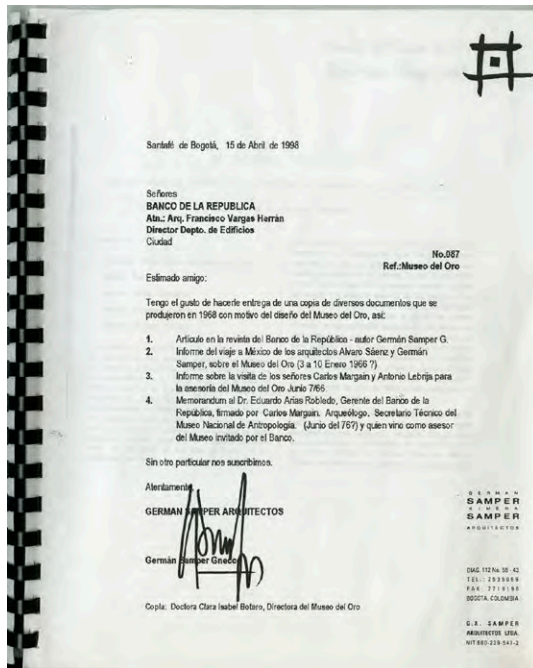 Santafé de Bogotá, 15 de Abril de 1998
Señores
BANCO DE LA REPUBLICA
Atn.: Arq. Francisco Vargas Herrán
Director Depto. de Edificios
Ciudad
No.087
Ref.:Museo del Oro
Estimado amigo:
Tengo el gusto de hacerle entrega de una copia de diversos documentos que se
produjeron en 1968 con motivo del diseño del Museo del Oro, así:
1. Artículo en la revista del Banco de la República - autor Germán Samper G.
2. Informe del viaje a México de los arquitectos Alvaro Sáenz y Germán
Samper, sobre el Museo del Oro (3 a 10 Enero 1966 ?)
3. Informe sobre la visita de los señores Carlos Margain y Antonio Lebrija para
la asesoría del Museo del Oro Junio 7/66.
4. Memorandum al Dr. Eduardo Arias Robledo, Gerente del Banco de la
República, firmado por Carlos Margain. Arqueólogo, Secretario Técnico del
Museo Nacional de Antropología. (Junio del 76?) y quien vino como asesor
del Museo invitado por el Banco.
Sin otro particular nos suscribimos.
Atentamente,
GERMAN SAMPER ARQUITECTOS
Germán Samper Gnecco
Copia: Doctora Clara Isabel Botero, Directora del Museo del Oro
GERMAN
SAMPER
XIMENA
SAMPER
ARQUITECTOS
BOGOTA, COLOMBIA
G.X. SAMPER
ARQUITECTOS LTDA.